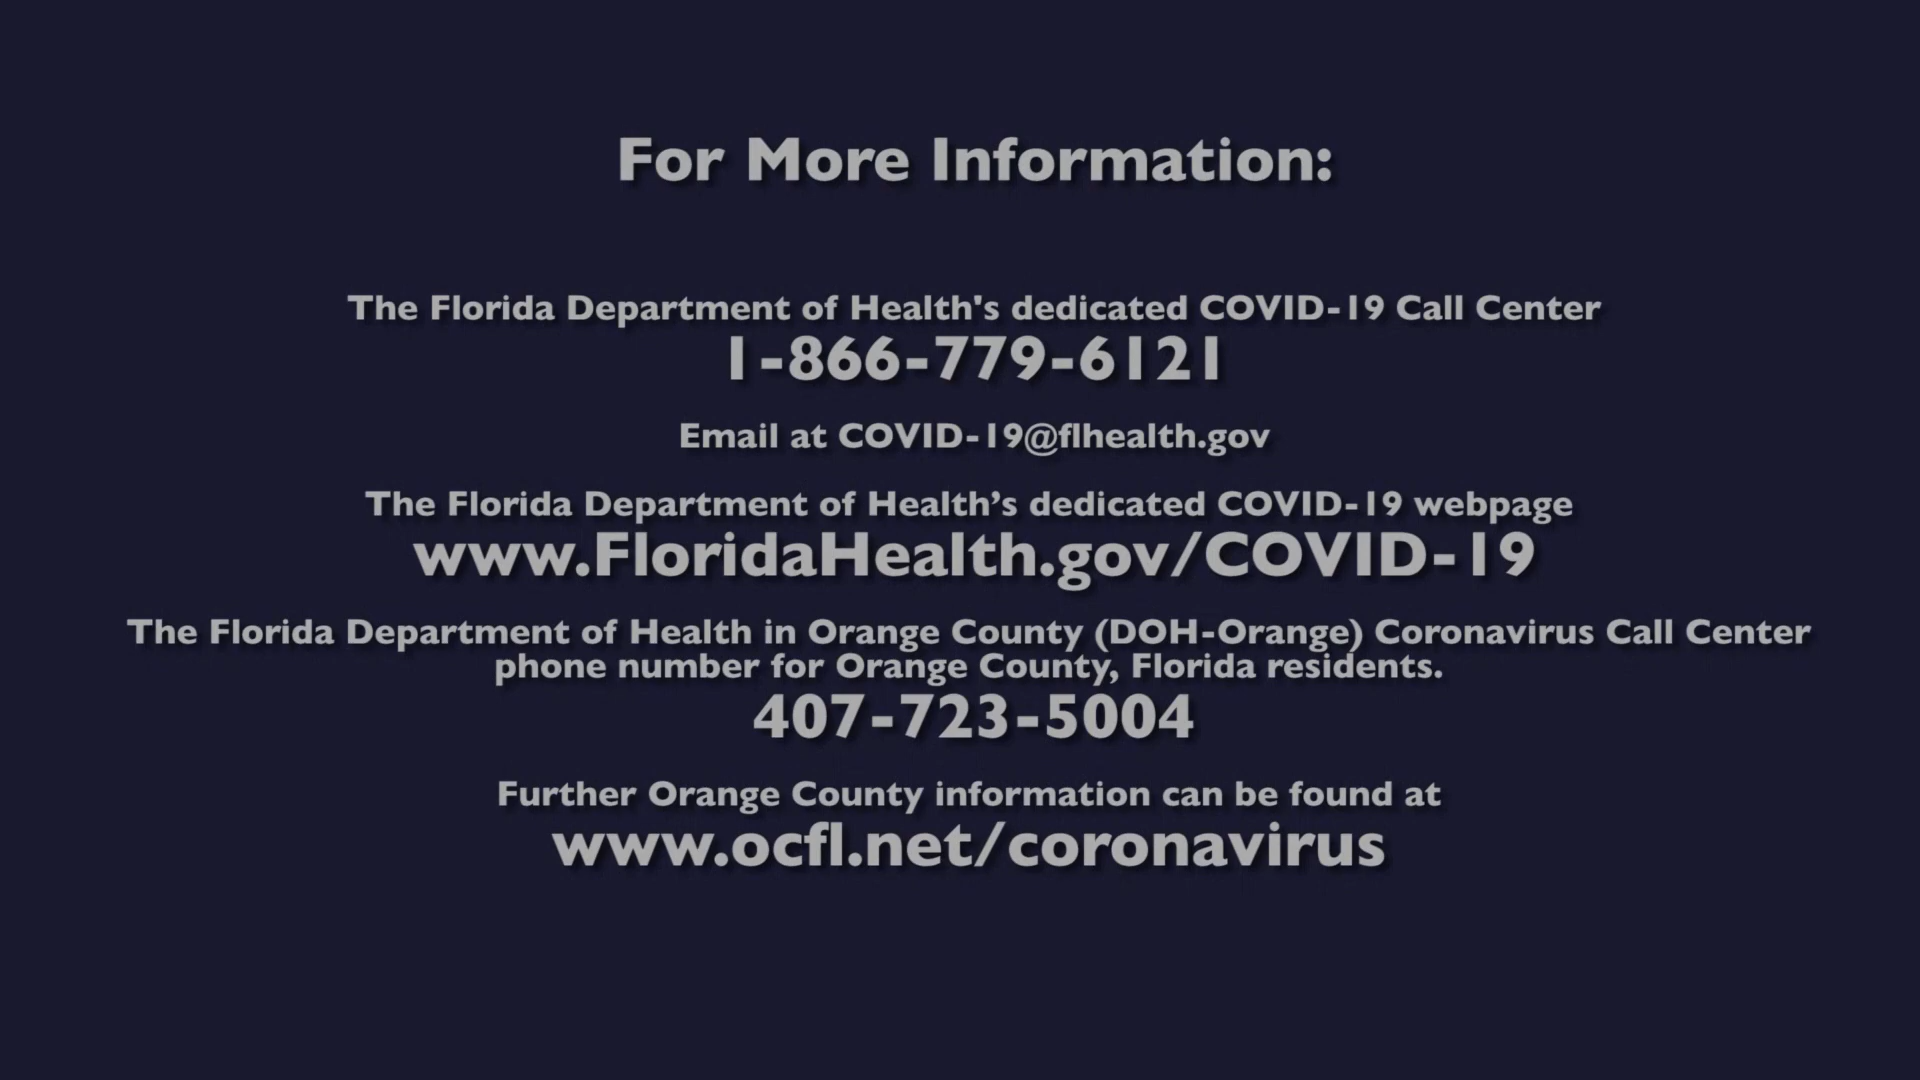 For More Information:
The Florida Department of Health's dedicated COVID-19 Call Center
1-866-779-6121
Email at COVID-19@flhealth.gov
The Florida Department of Health’s dedicated COVID-19 webpage
www.FloridaHealth.gov/COVID-19
The Florida Department of Health in Orange County (DOH-Orange) Coronavirus Call Center
phone number for Orange County, Florida residents.
407-723-5004
Further Orange County information can be found at
www.ocfl.net/coronavirus